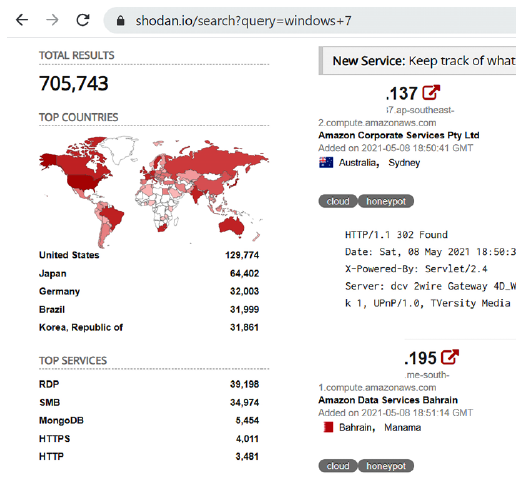 shodan.io/search?query=windows+7
TOTAL RESULTS
705,743
TOP COUNTRIES
United States 129,774
Japan 64,402
Germany 32,003
Brazil 31,999
Korea, Republic of 31,861
TOP SERVICES
RDP 39,198
SMB 34,974
MongoDB 5,454
HTTPS 4,011
HTTP 3,481
New Service: Keep track of what
.137
i7.ap-southeast-
2.compute.amazonaws.com
Amazon Corporate Services Pty Ltd
Added on 2021-05-08 18:50:41 GMT
Australia, Sydney
cloud honeypot
HTTP/1.1 302 Found
Date: Sat, 08 May 2021 18:50:3
X-Powered-By: Servlet/2.4
Server: dcv 2wire Gateway 4D_W
k 1, UPnP/1.0, TVersity Media
.195
.me-south-
1.compute.amazonaws.com
Amazon Data Services Bahrain
Added on 2021-05-08 18:51:14 GMT
Bahrain, Manama
cloud honeypot